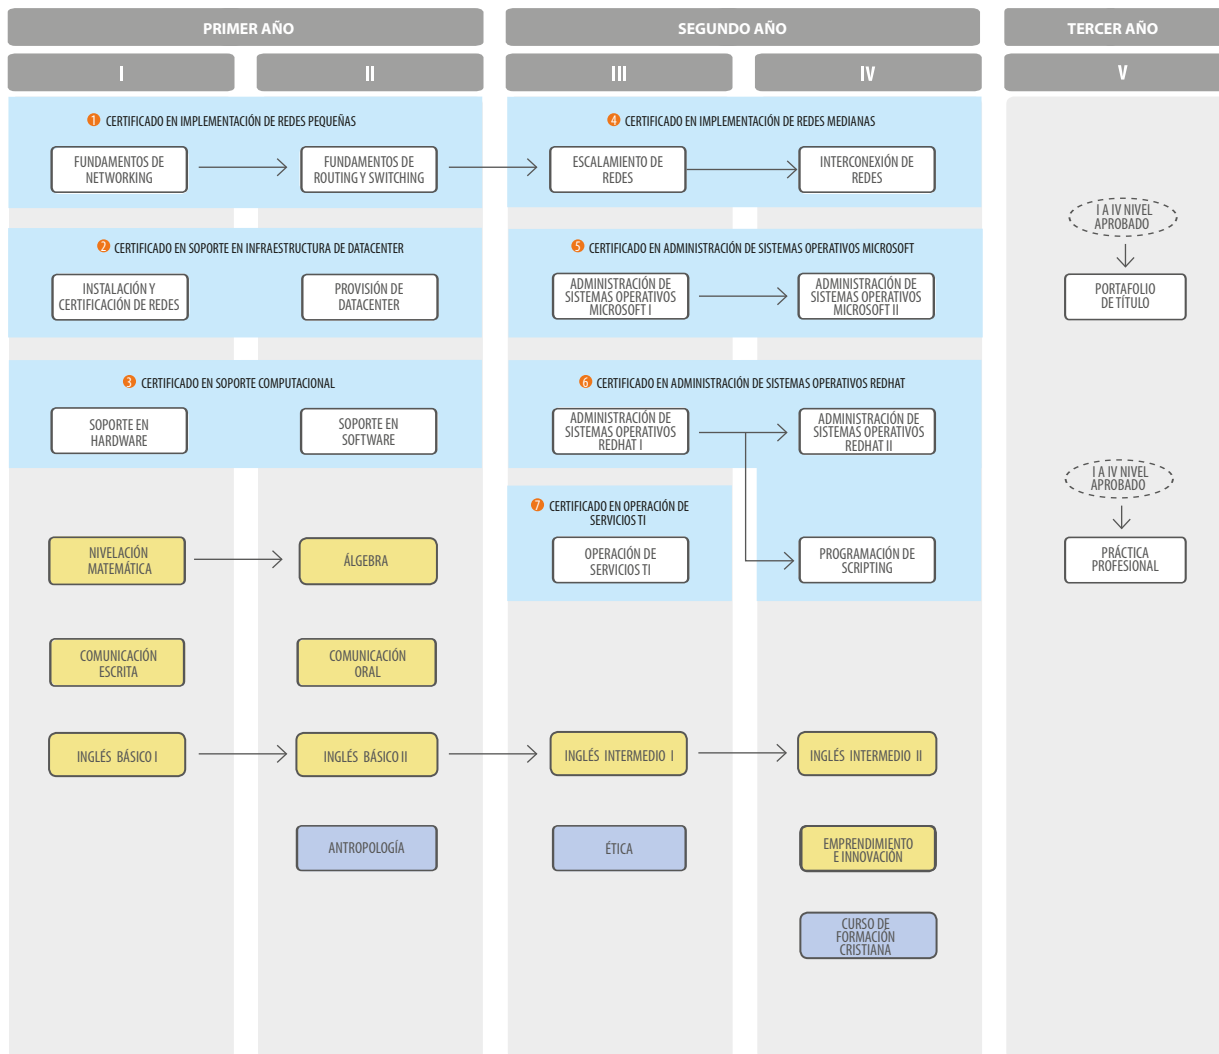 PRIMER AÑO
SEGUNDO AÑO
TERCER AÑO
I
II
III
IV
V
1 CERTIFICADO EN IMPLEMENTACIÓN DE REDES PEQUEÑAS
4 CERTIFICADO EN IMPLEMENTACIÓN DE REDES MEDIANAS
FUNDAMENTOS DE
NETWORKING
FUNDAMENTOS DE
ROUTING Y SWITCHING
ESCALAMIENTO DE
REDES
INTERCONEXIÓN DE
REDES
I A IV NIVEL
APROBADO
2 CERTIFICADO EN SOPORTE EN INFRAESTRUCTURA DE DATACENTER
5 CERTIFICADO EN ADMINISTRACIÓN DE SISTEMAS OPERATIVOS MICROSOFT
INSTALACIÓN Y
CERTIFICACIÓN DE REDES
PROVISIÓN DE
DATACENTER
ADMINISTRACIÓN DE
SISTEMAS OPERATIVOS
MICROSOFT I
ADMINISTRACIÓN DE
SISTEMAS OPERATIVOS
MICROSOFT II
PORTAFOLIO
DE TÍTULO
3 CERTIFICADO EN SOPORTE COMPUTACIONAL
6 CERTIFICADO EN ADMINISTRACIÓN DE SISTEMAS OPERATIVOS REDHAT
SOPORTE EN
HARDWARE
SOPORTE EN
SOFTWARE
ADMINISTRACIÓN DE
SISTEMAS OPERATIVOS
REDHAT I
ADMINISTRACIÓN DE
SISTEMAS OPERATIVOS
REDHAT II
I A IV NIVEL
APROBADO
7 CERTIFICADO EN OPERACIÓN DE
SERVICIOS TI
NIVELACIÓN
MATEMÁTICA
ÁLGEBRA
OPERACIÓN DE
SERVICIOS TI
PROGRAMACIÓN DE
SCRIPTING
PRÁCTICA
PROFESIONAL
COMUNICACIÓN
ESCRITA
COMUNICACIÓN
ORAL
INGLÉS BÁSICO I
INGLÉS BÁSICO II
INGLÉS INTERMEDIO I
INGLÉS INTERMEDIO II
ANTROPOLOGÍA
ÉTICA
EMPRENDIMIENTO
E INNOVACIÓN
CURSO DE
FORMACIÓN
CRISTIANA